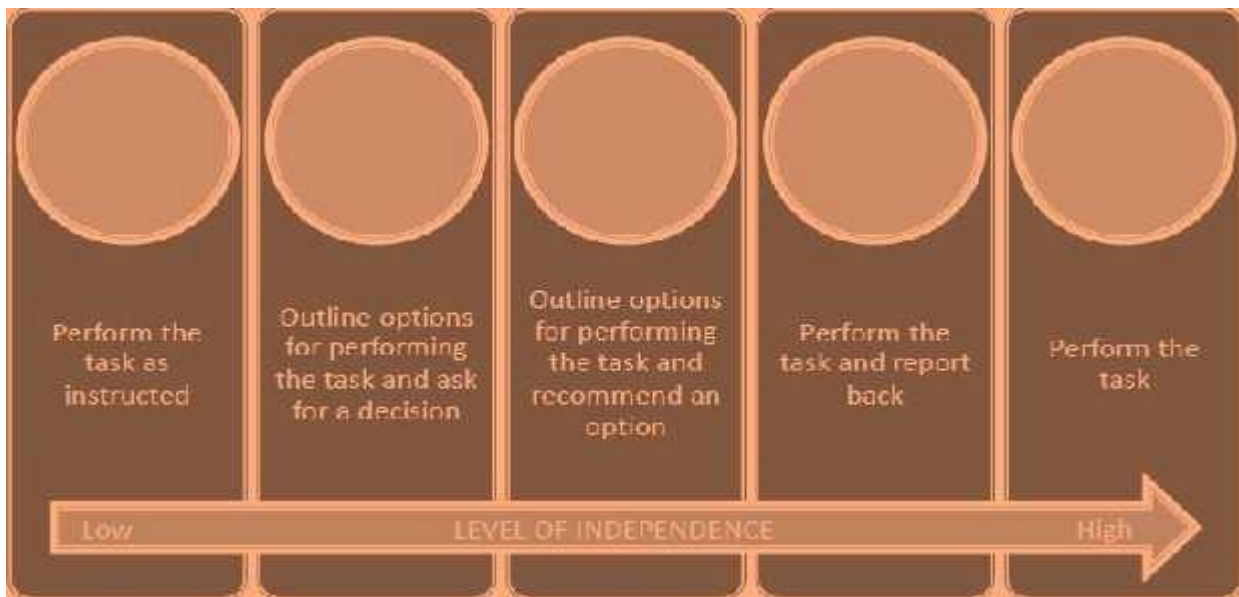 Perform the
task as
instructed
Outline options
for performing
the task and ask
for a decision
Outline options
for performing
the task and
recommend an
option
Perform the
task and report
back
Perform the
task
Low LEVEL OF INDEPENDENCE High